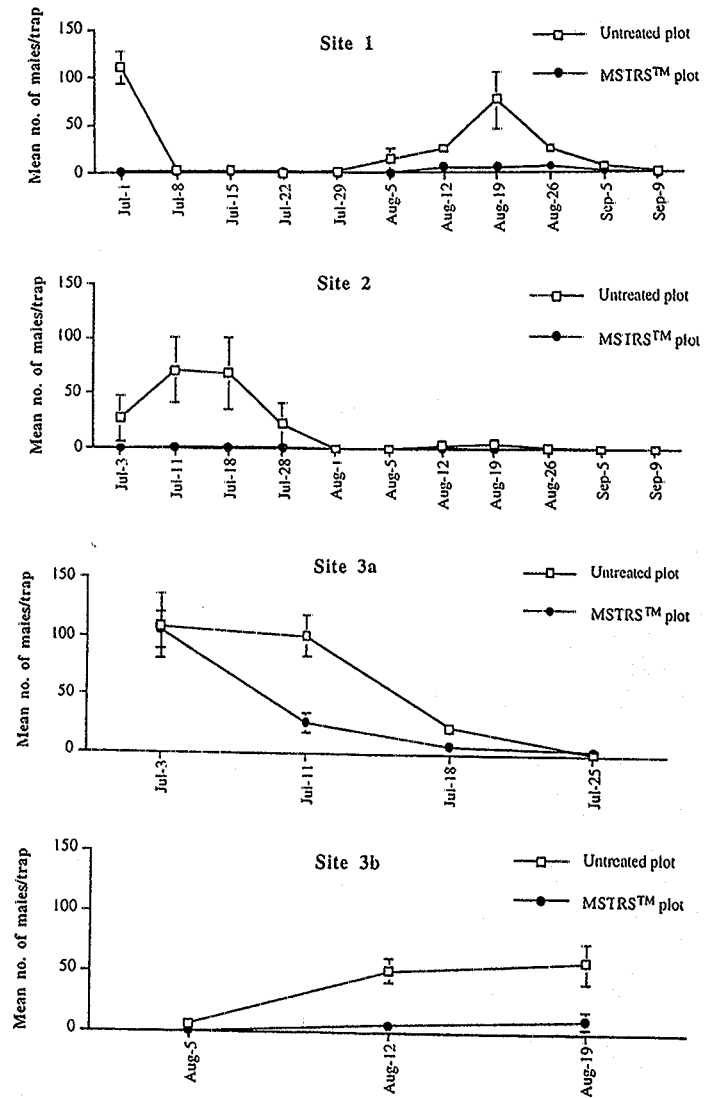 Site 1
Untreated plot
MSTRS™ plot
Mean no. of males/trap
150
100
50
0
Jul-1
Jul-8
Jul-15
Jul-22
Jul-29
Aug-5
Aug-12
Aug-19
Aug-26
Sep-5
Sep-9
Site 2
Untreated plot
MSTRS™ plot
Mean no. of males/trap
150
100
50
0
Jul-3
Jul-11
Jul-18
Jul-28
Aug-1
Aug-5
Aug-12
Aug-19
Aug-26
Sep-5
Sep-9
Site 3a
Untreated plot
MSTRS™ plot
Mean no. of males/trap
150
100
50
0
Jul-3
Jul-11
Jul-18
Jul-25
Site 3b
Untreated plot
MSTRS™ plot
Mean no. of males/trap
150
100
50
0
Aug-5
Aug-12
Aug-19